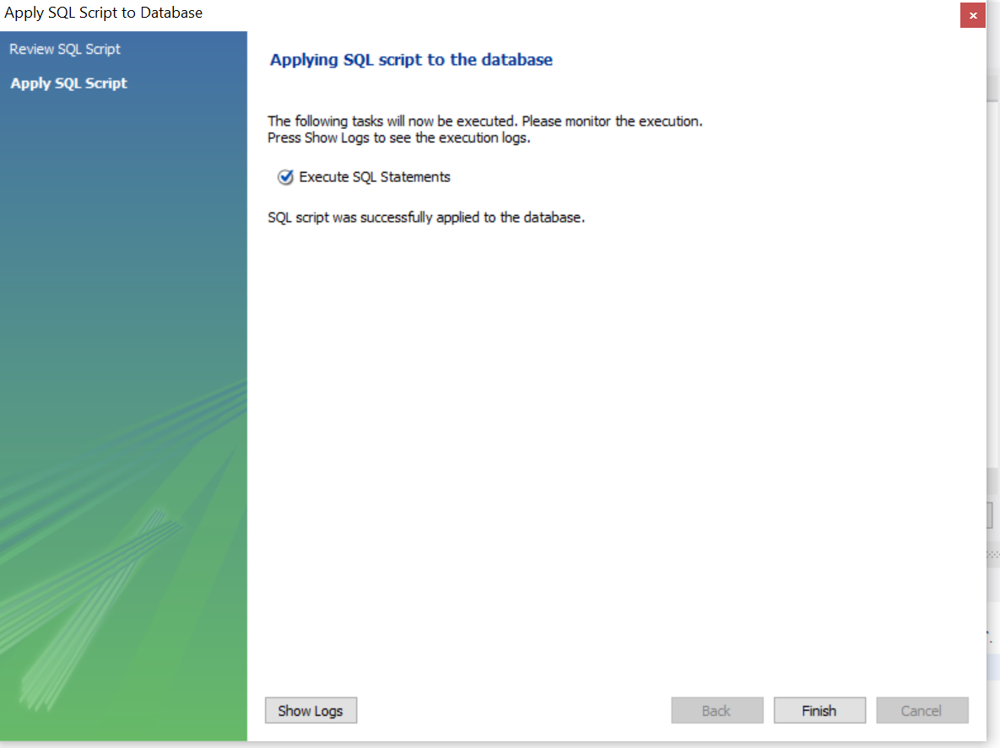 Apply SQL Script to Database
Review SQL Script
Apply SQL Script
Applying SQL script to the database
The following tasks will now be executed. Please monitor the execution.
Press Show Logs to see the execution logs.
Execute SQL Statements
SQL script was successfully applied to the database.
Show Logs
Back
Finish
Cancel